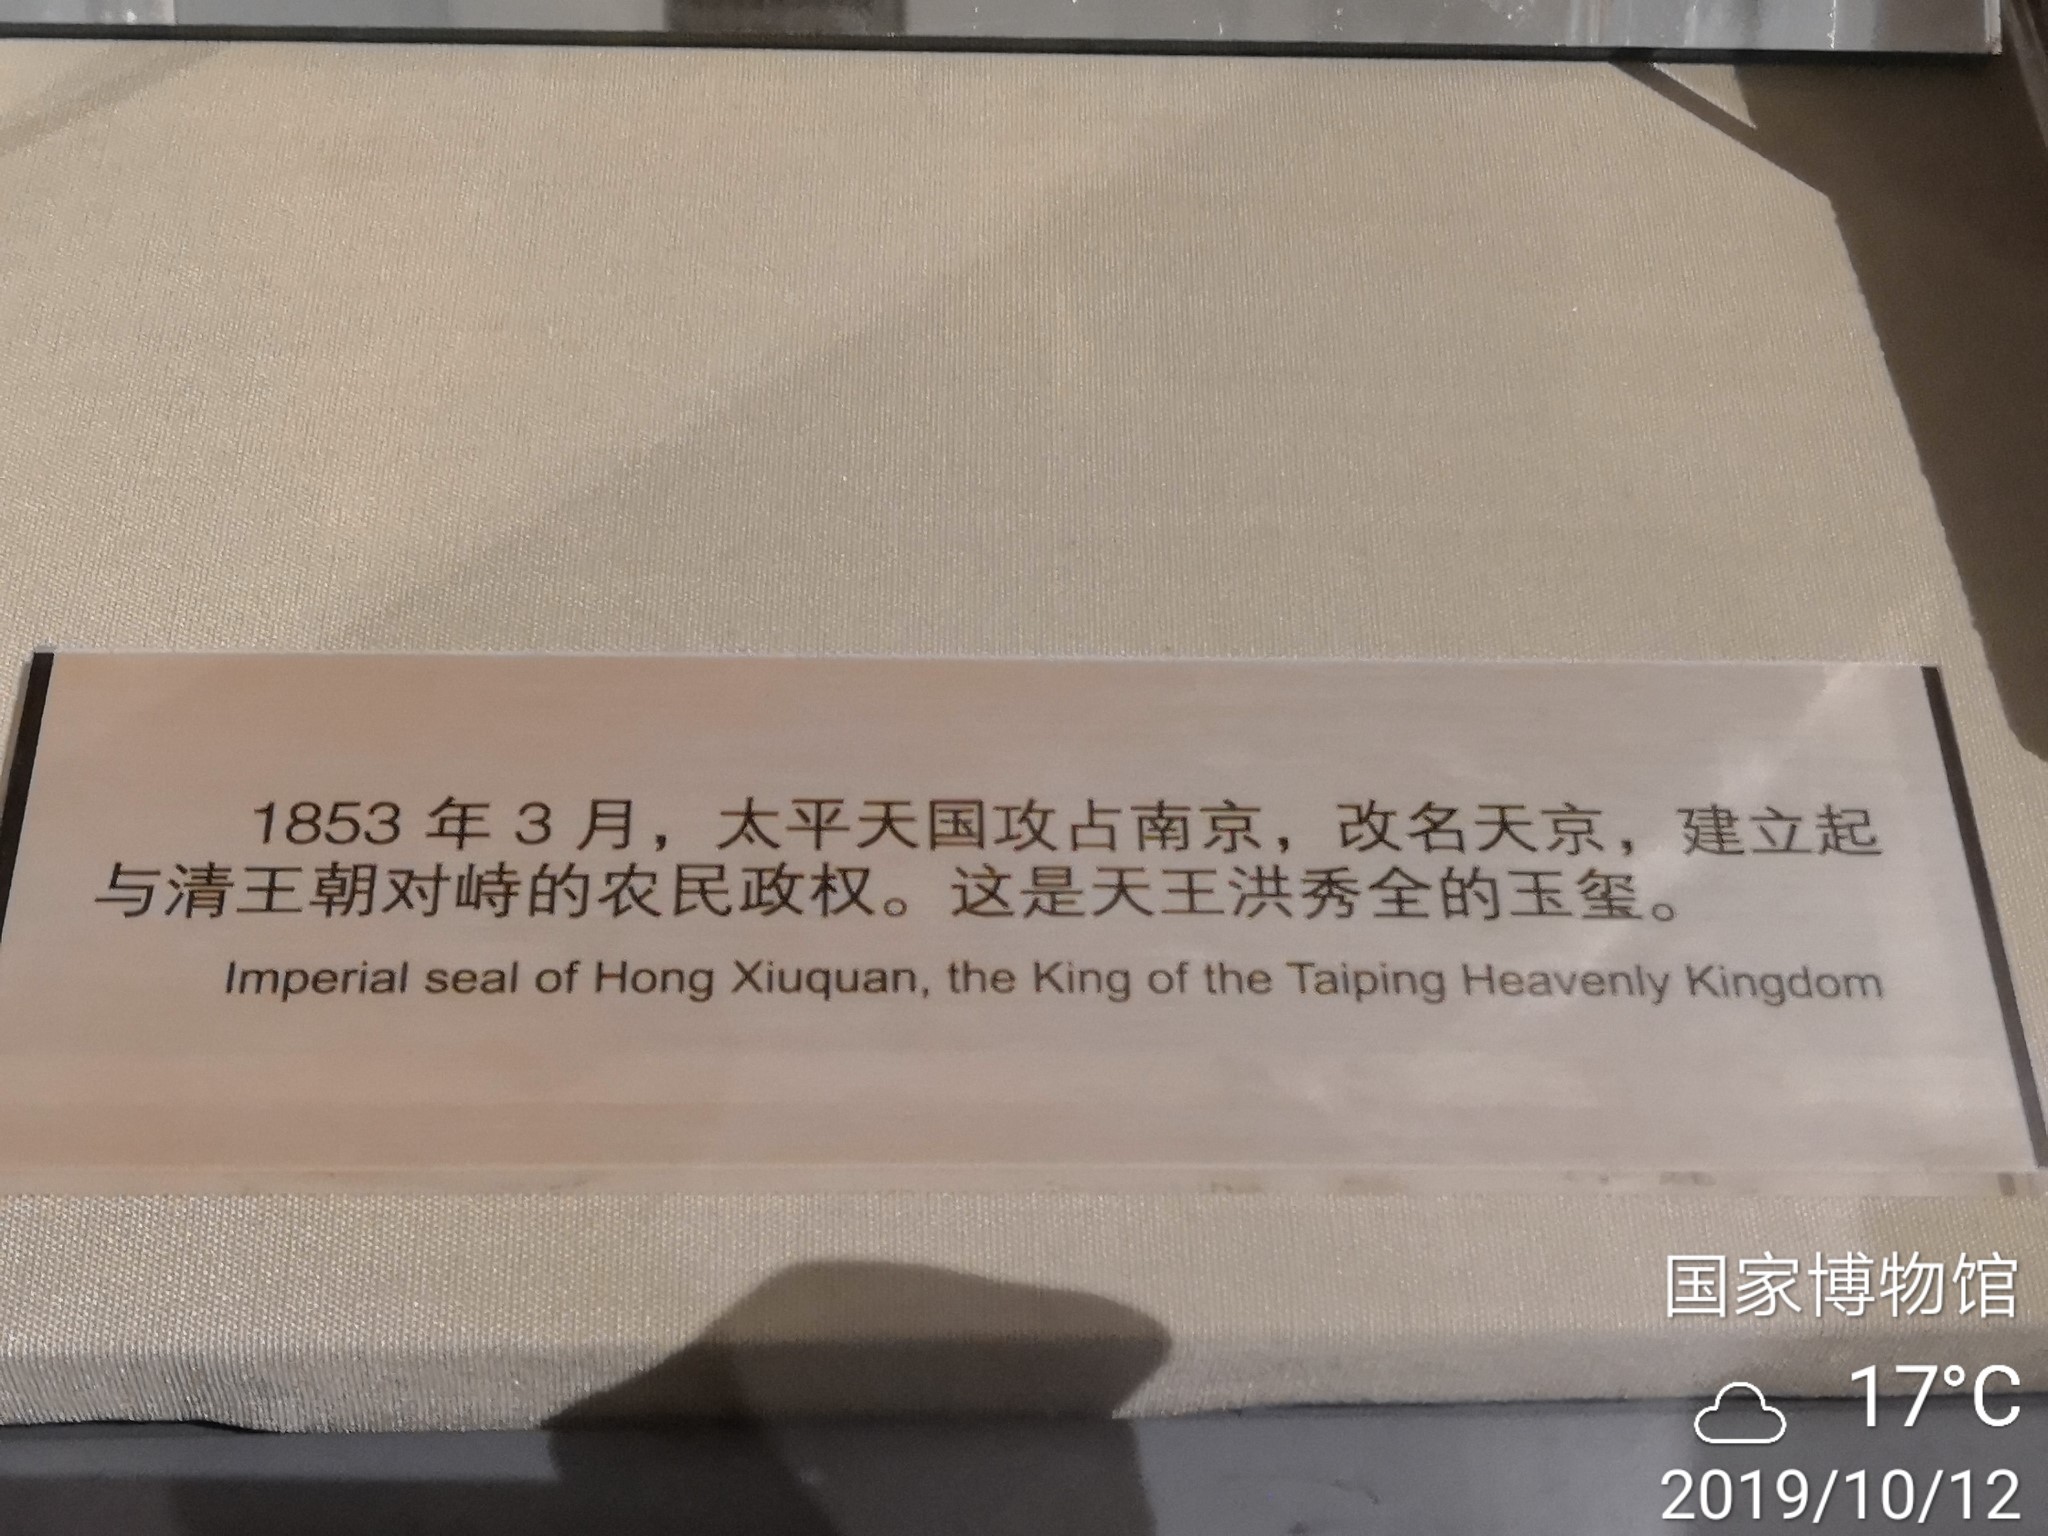 1853 年 3 月，太平天国攻占南京，改名天京，建立起
与清王朝对峙的农民政权。这是天王洪秀全的玉玺。
Imperial seal of Hong Xiuquan, the King of the Taiping Heavenly Kingdom
国家博物馆
17°C
2019/10/12